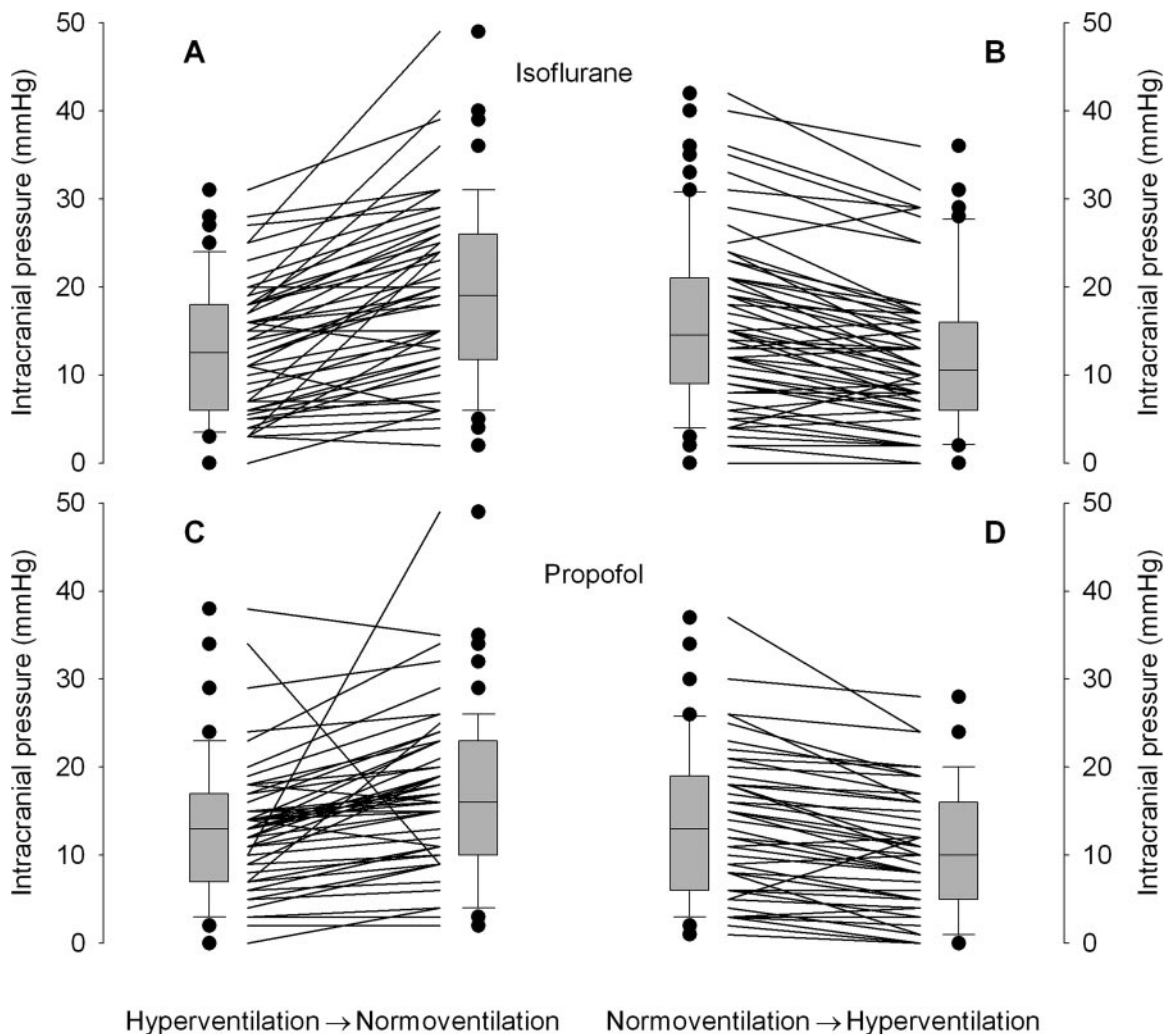 50 50
A B
Isoflurane
40 40
30 30
20 20
10 10
0 0
Intracranial pressure (mmHg)
Intracranial pressure (mmHg)
50 50
C D
Propofol
40 40
30 30
20 20
10 10
0 0
Intracranial pressure (mmHg)
Intracranial pressure (mmHg)
Hyperventilation → Normoventilation Normoventilation → Hyperventilation